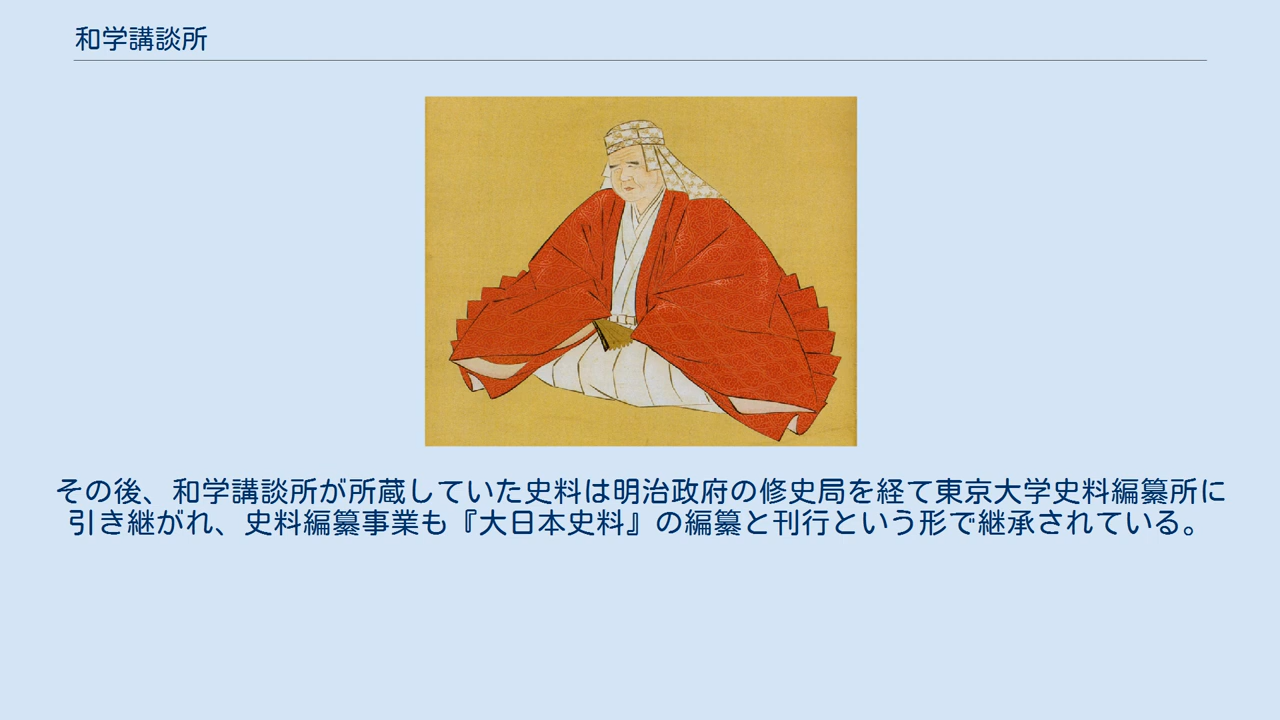 和学講談所
その後、和学講談所が所蔵していた史料は明治政府の修史局を経て東京大学史料編纂所に
引き継がれ、史料編纂事業も『大日本史料』の編纂と刊行という形で継承されている。